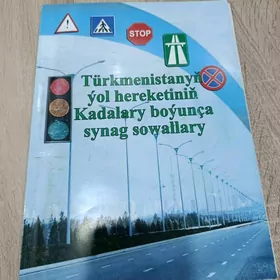 STOP
Türkmenistanyň
ýol hereketiniň
Kadalary boýunça
synag sowallary